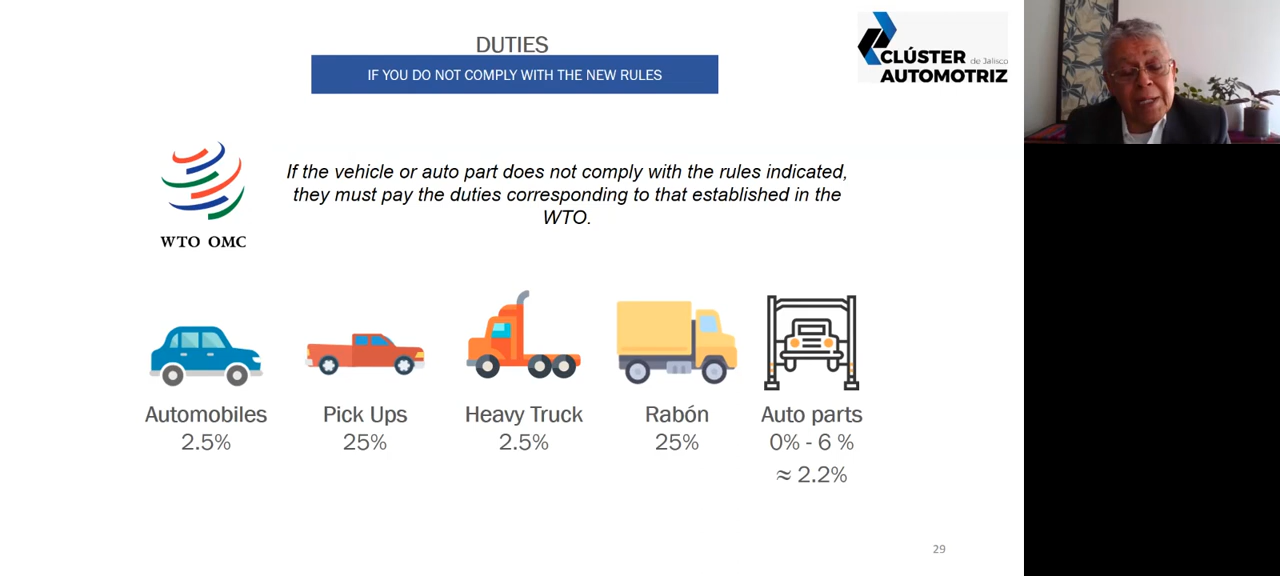 DUTIES
IF YOU DO NOT COMPLY WITH THE NEW RULES
CLÚSTER de Jalisco
AUTOMOTRIZ
If the vehicle or auto part does not comply with the rules indicated,
they must pay the duties corresponding to that established in the
WTO.
WTO OMC
Automobiles
2.5%
Pick Ups
25%
Heavy Truck
2.5%
Rabón
25%
Auto parts
0% - 6 %
≈ 2.2%
29